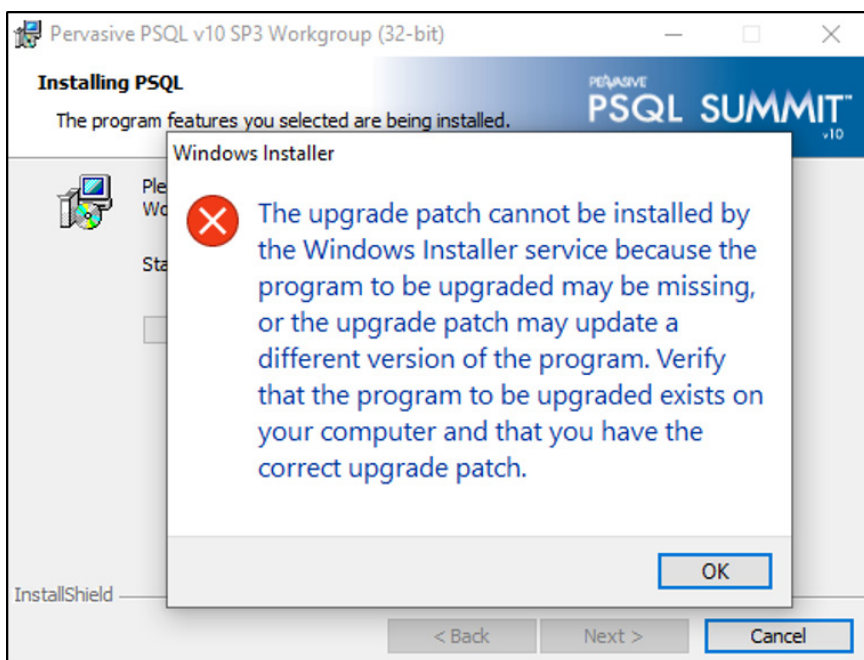 Pervasive PSQL v10 SP3 Workgroup (32-bit)
Installing PSQL
The program features you selected are being installed.
PERVASIVE
PSQL SUMMIT™
v10
Windows Installer
Ple
Wo
Sta
The upgrade patch cannot be installed by
the Windows Installer service because the
program to be upgraded may be missing,
or the upgrade patch may update a
different version of the program. Verify
that the program to be upgraded exists on
your computer and that you have the
correct upgrade patch.
OK
InstallShield
< Back
Next >
Cancel